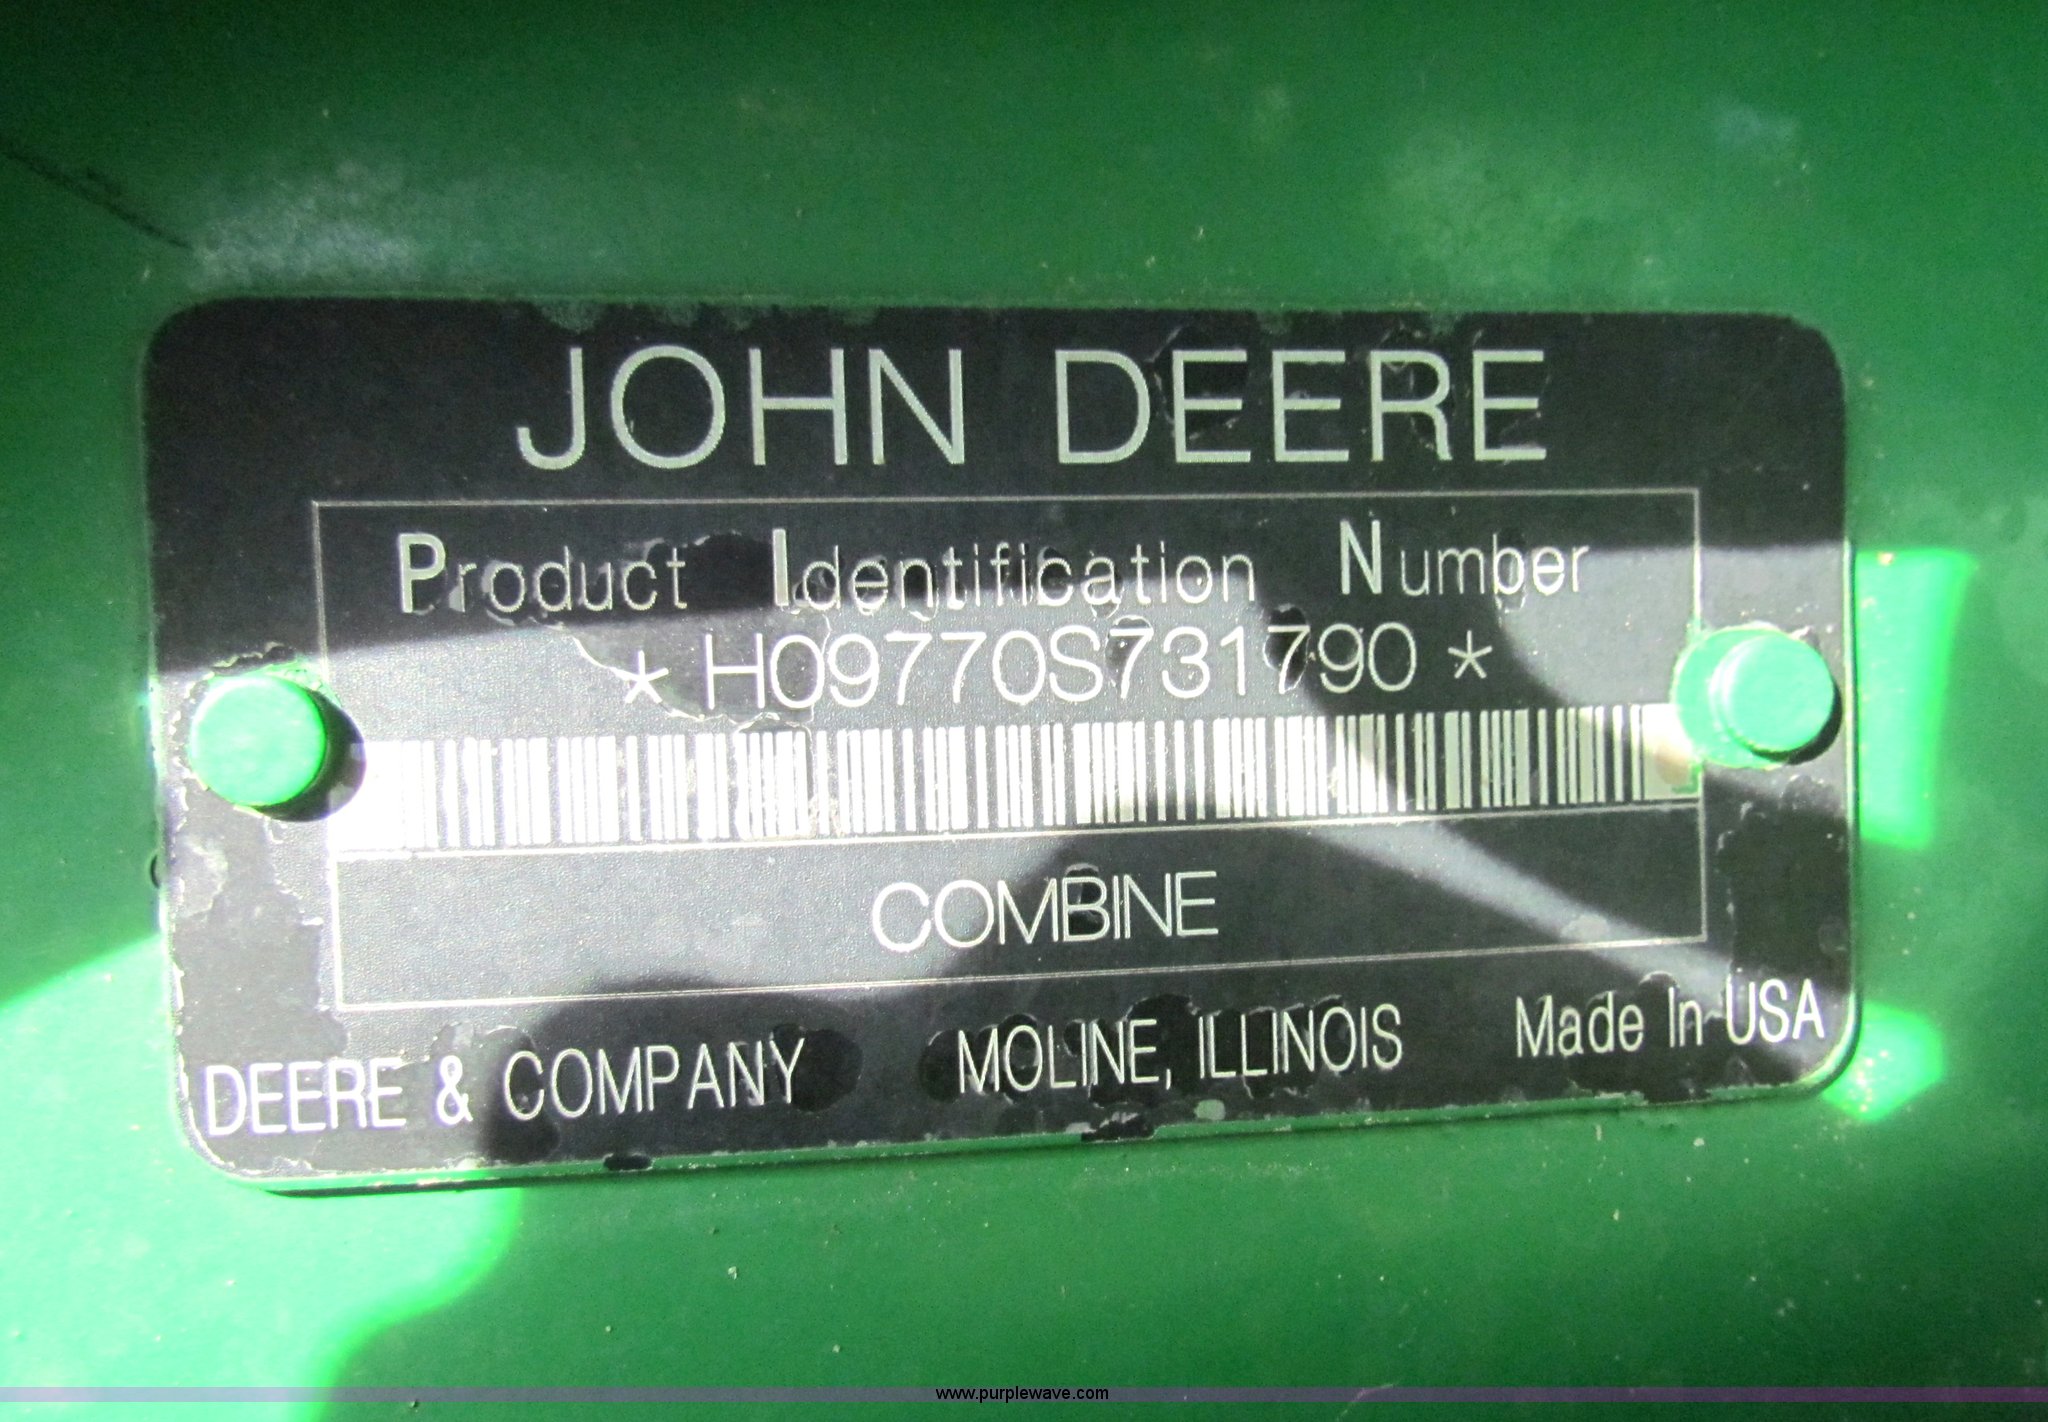 JOHN DEERE
Product Identification Number
* H09770S731790 *
COMBINE
DEERE & COMPANY MOLINE, ILLINOIS Made In USA
www.purplewave.com